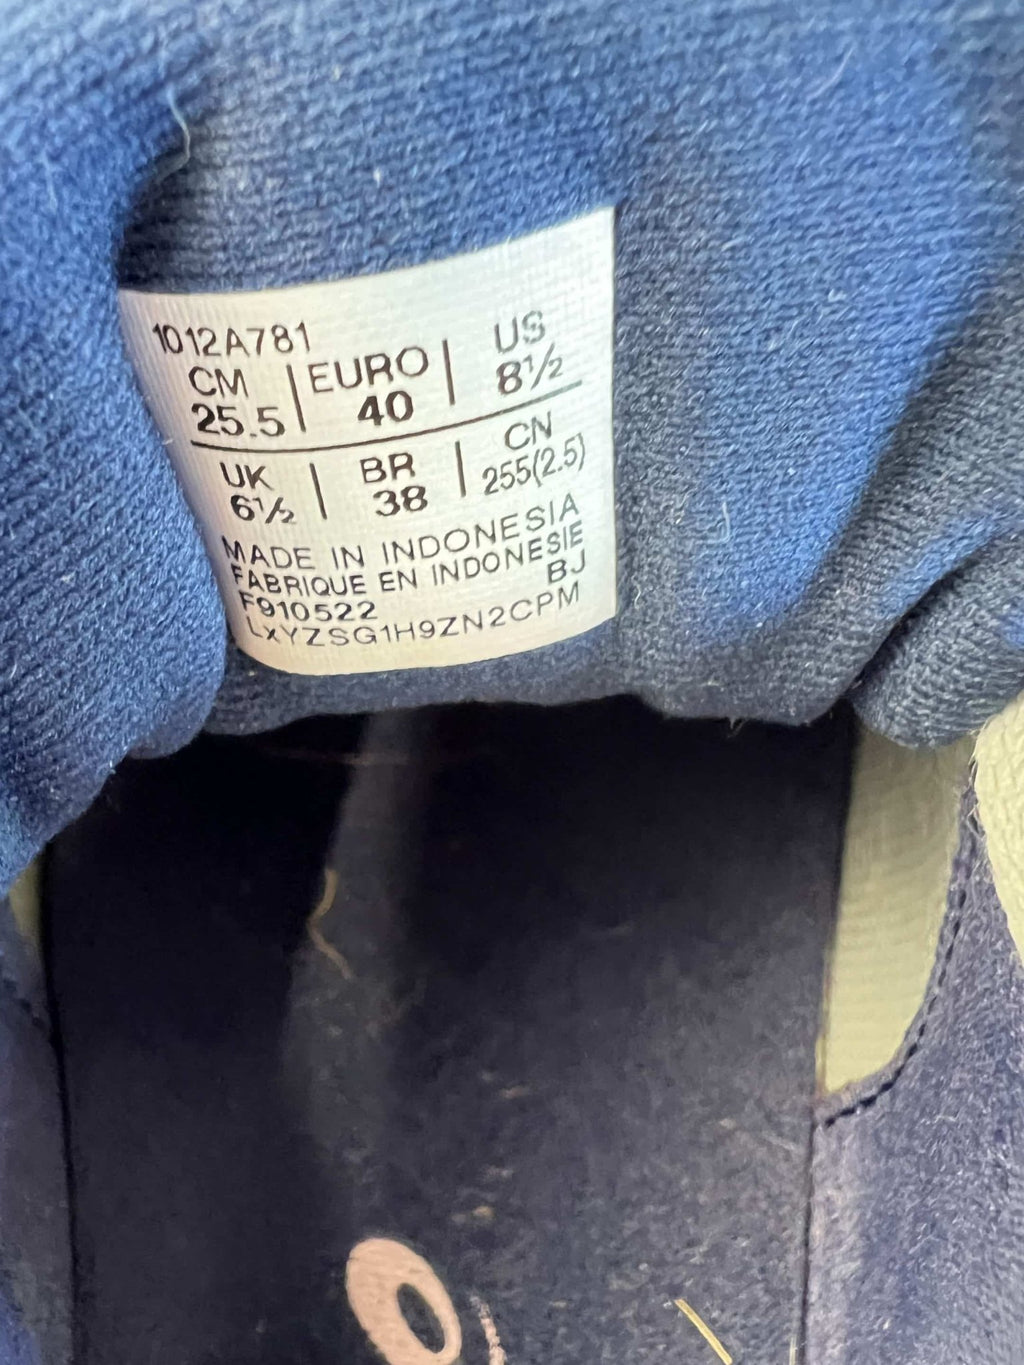 1012A781
CM | EURO | US
25.5 | 40 | 8½
UK | BR | CN
6½ | 38 | 255(2.5)
MADE IN INDONESIA
FABRIQUE EN INDONESIE
F910522 BJ
LxYZSG1H9ZN2CPM